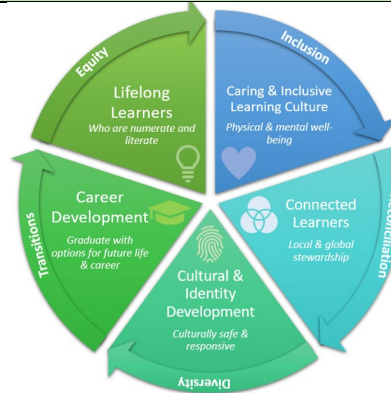 Equity
Inclusion
Lifelong
Learners
Who are numerate and
literate
Caring & Inclusive
Learning Culture
Physical & mental well-
being
Career
Development
Graduate with
options for future life
& career
Connected
Learners
Local & global
stewardship
Transitions
Cultural &
Identity
Development
Culturally safe &
responsive
Diversity